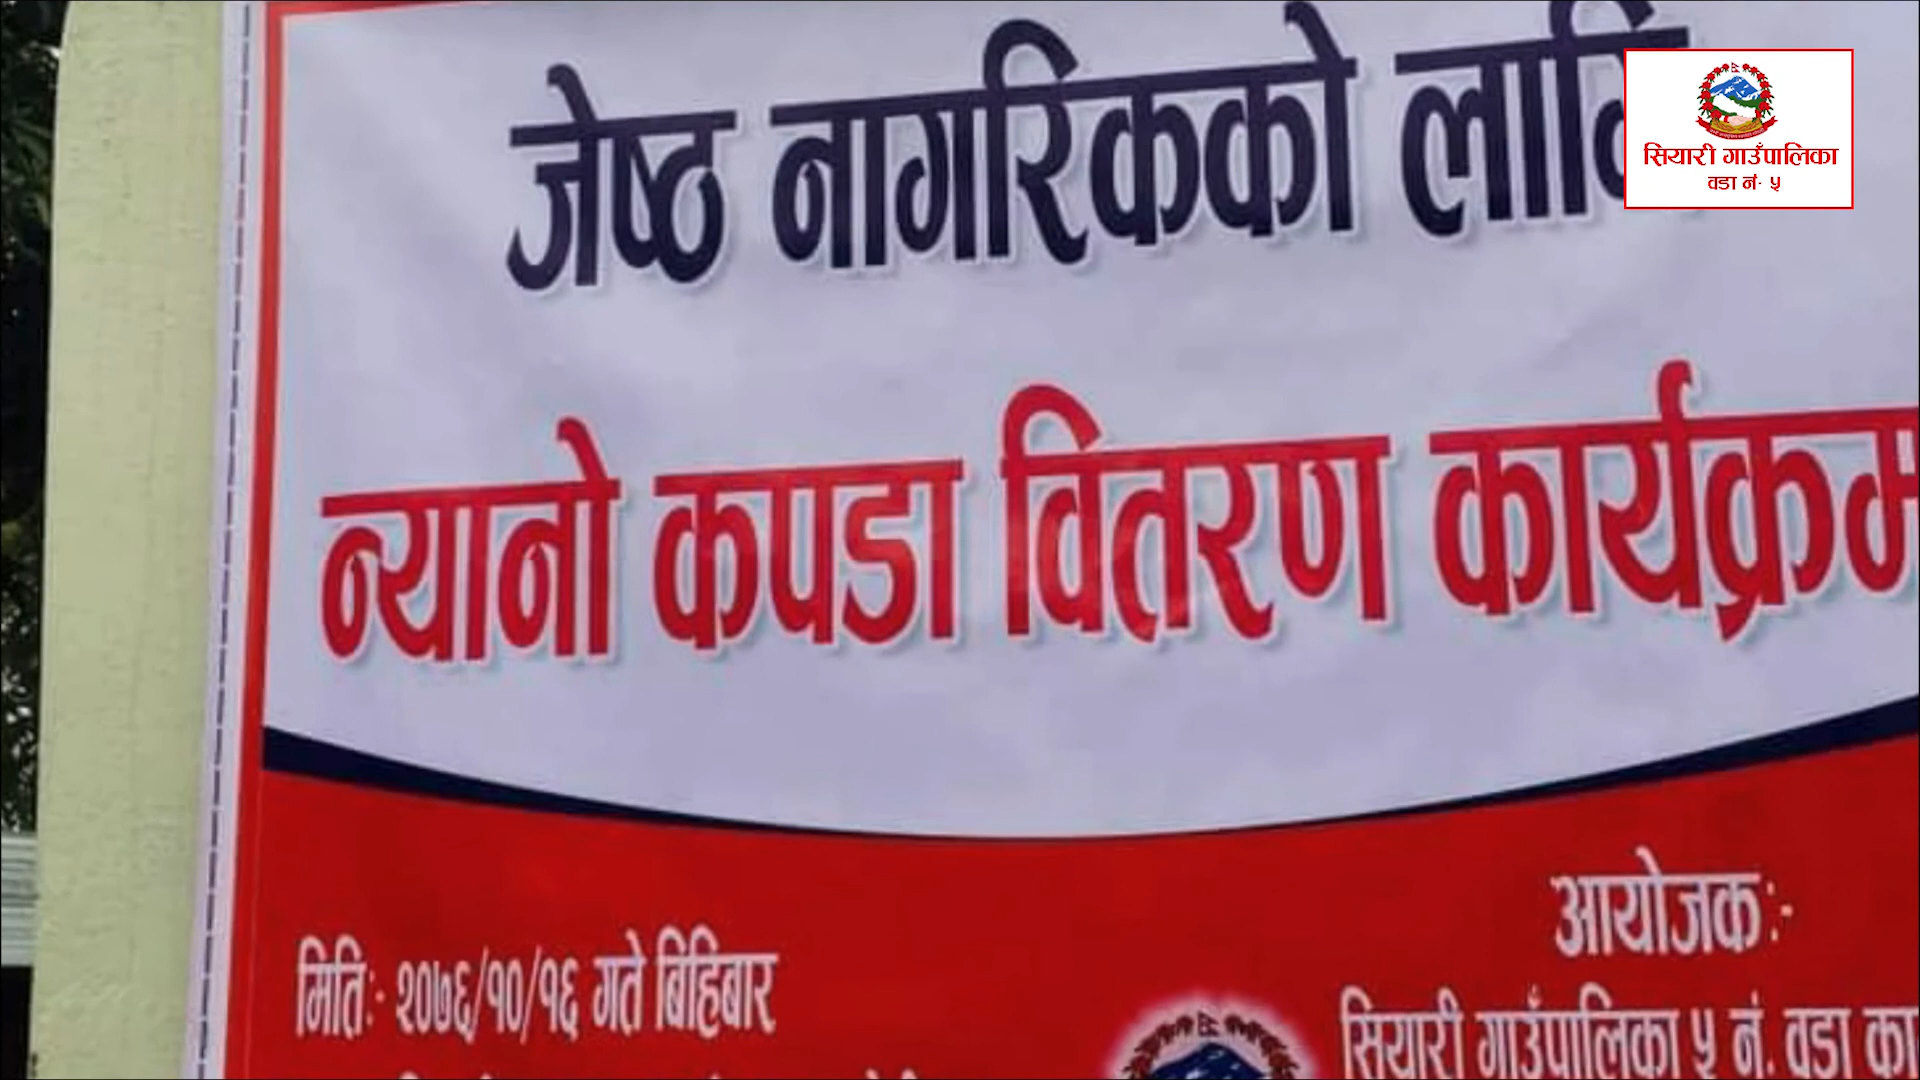 जेष्ठ नागरिकको
सियारी गाउँपालिका
वडा नं. ५
न्यानो कपडा वितरण कार्यक्रम
आयोजक:-
मिति:- २०७६/१०/१६ गते बिहिबार
सियारी गाउँपालिका ५ नं. वडा